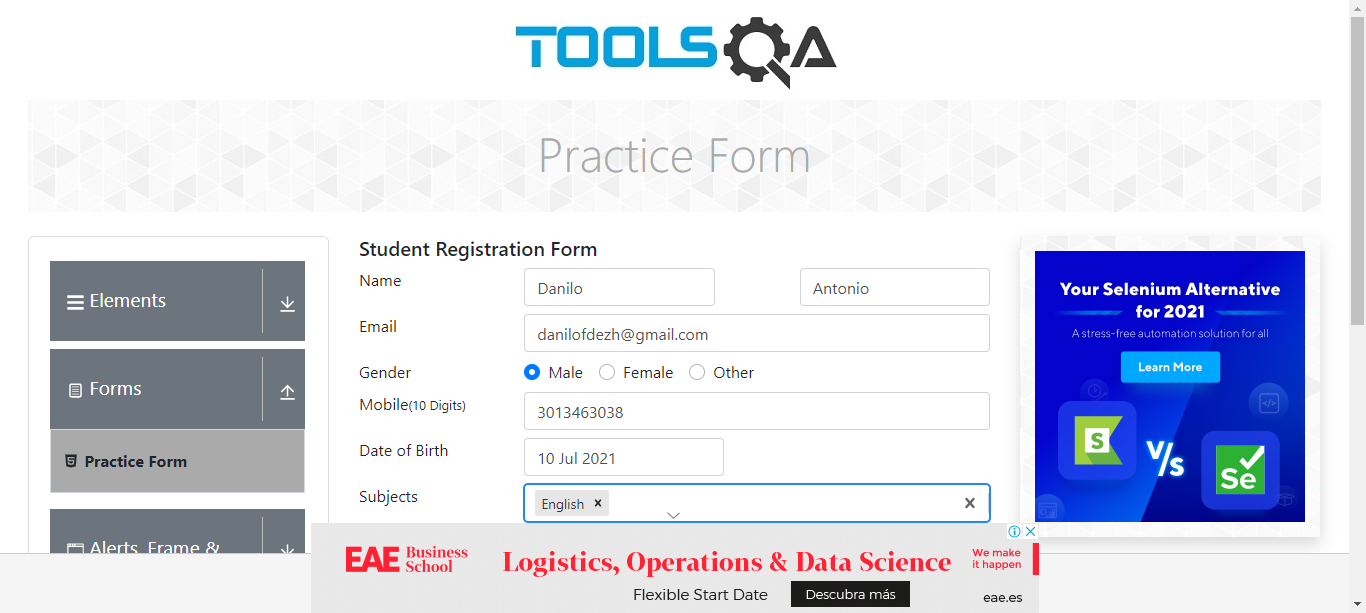 TOOLSQA
Practice Form
Elements
Forms
Practice Form
Alerts, Frame &
Student Registration Form
Name
Danilo
Antonio
Email
danilofdezh@gmail.com
Gender
Male
Female
Other
Mobile(10 Digits)
3013463038
Date of Birth
10 Jul 2021
Subjects
English
Your Selenium Alternative
for 2021
A stress-free automation solution for all
Learn More
S
V/s
Se
EAE Business
School
Logistics, Operations & Data Science
Flexible Start Date
Descubra más
We make
it happen
eae.es